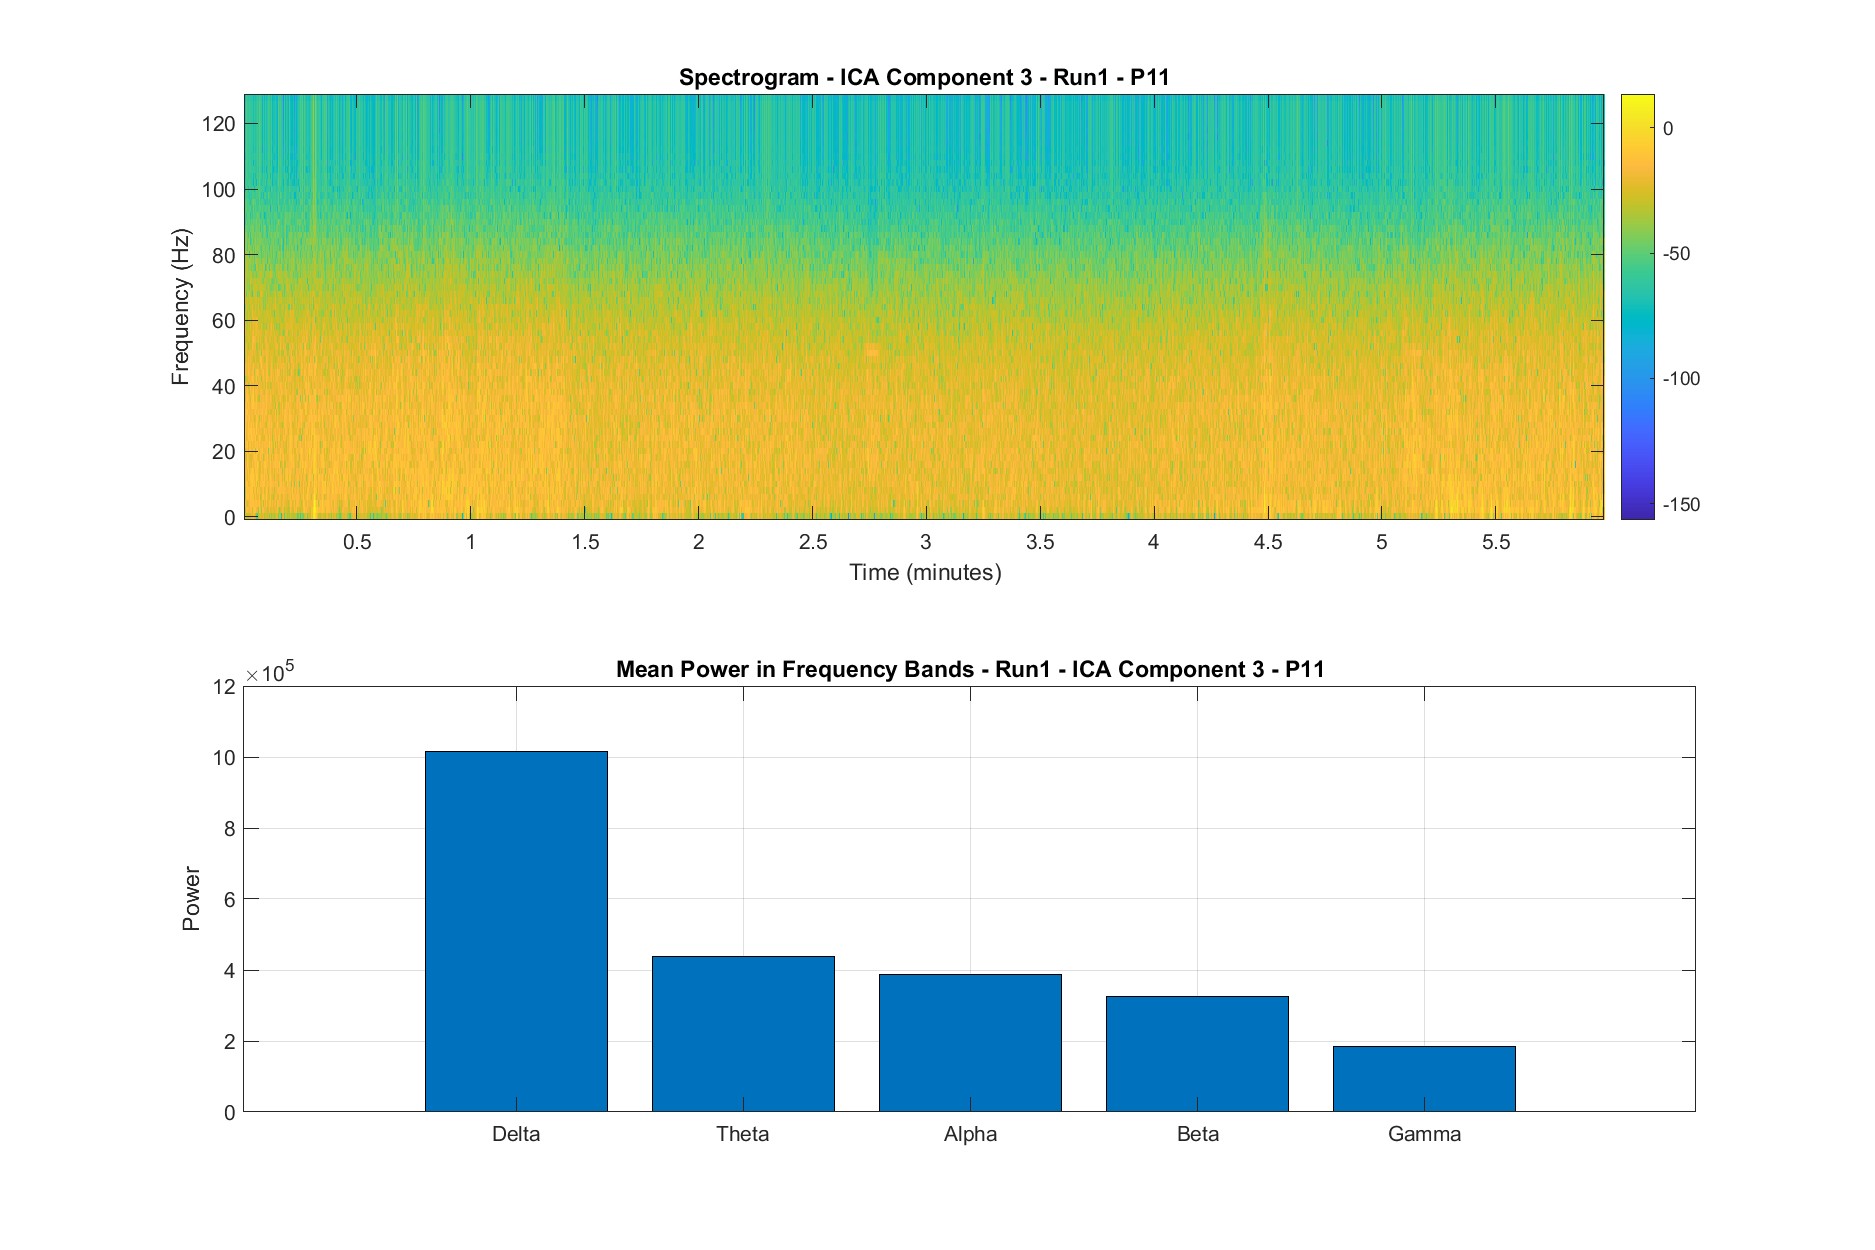 Spectrogram - ICA Component 3 - Run1 - P11
120
100
80
60
40
20
0
Frequency (Hz)
0.5 1 1.5 2 2.5 3 3.5 4 4.5 5 5.5
Time (minutes)
0
-50
-100
-150
Mean Power in Frequency Bands - Run1 - ICA Component 3 - P11
×10^5
12
10
8
6
4
2
0
Power
Delta Theta Alpha Beta Gamma